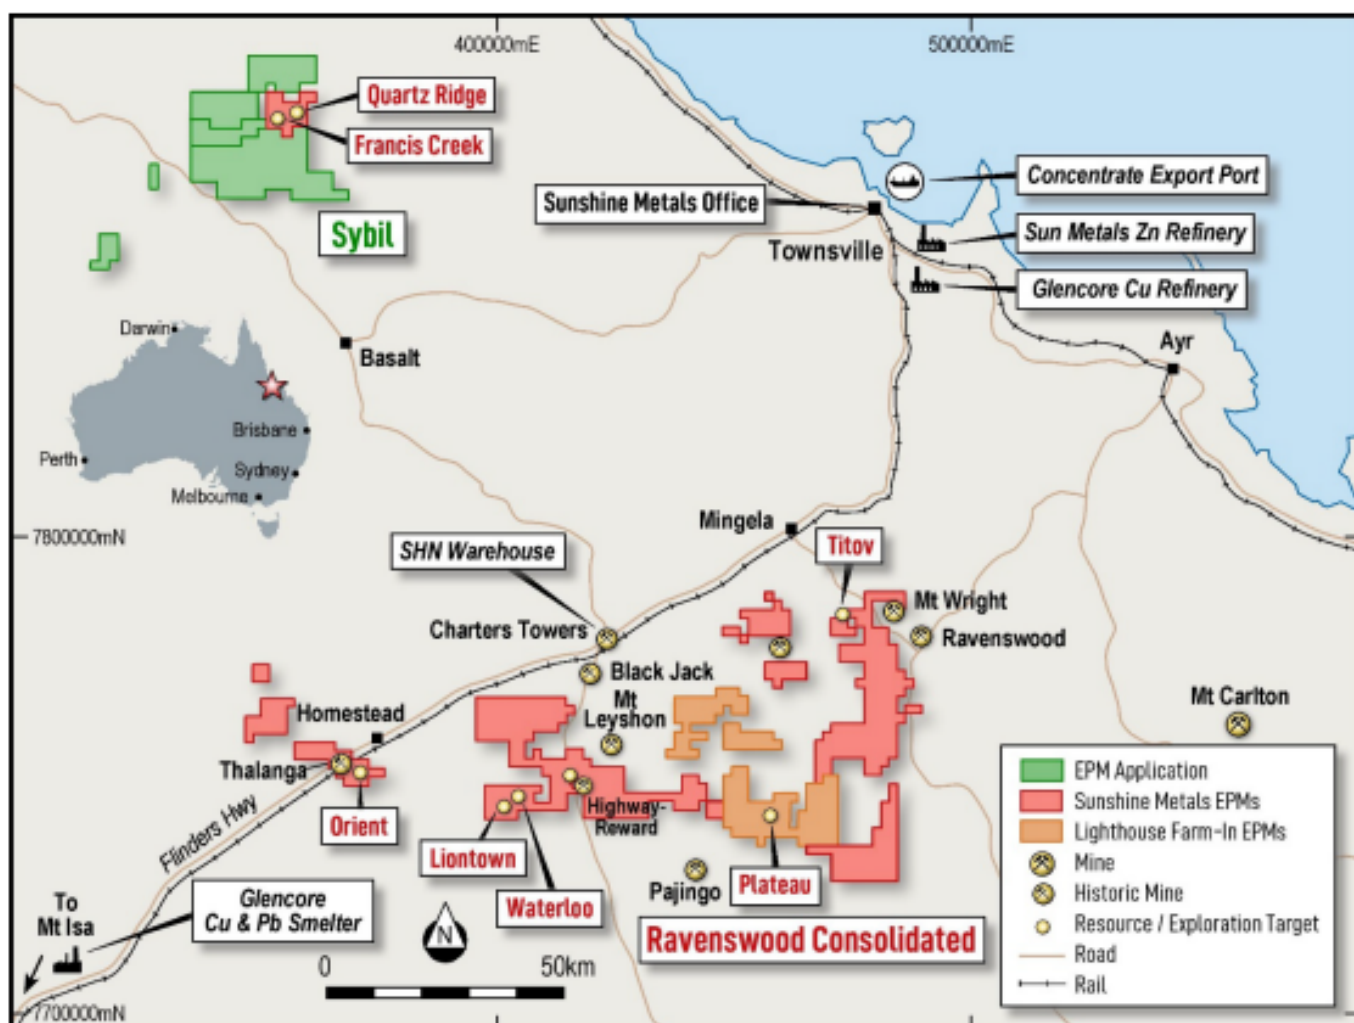 400000mE
500000mE
Quartz Ridge
Francis Creek
Sybil
Sunshine Metals Office
Townsville
Concentrate Export Port
Sun Metals Zn Refinery
Glencore Cu Refinery
Ayr
Basalt
Darwin
Brisbane
Perth
Sydney
Melbourne
7800000mN
Mingela
SHN Warehouse
Titov
Mt Wright
Ravenswood
Charters Towers
Black Jack
Mt
Leyshon
Mt Carlton
Homestead
Thalanga
Orient
Flinders Hwy
Highway-
Reward
Liontown
Waterloo
Pajingo
Plateau
Ravenswood Consolidated
To
Mt Isa
Glencore
Cu & Pb Smelter
N
0
50km
7700000mN
EPM Application
Sunshine Metals EPMs
Lighthouse Farm-In EPMs
Mine
Historic Mine
Resource / Exploration Target
Road
Rail